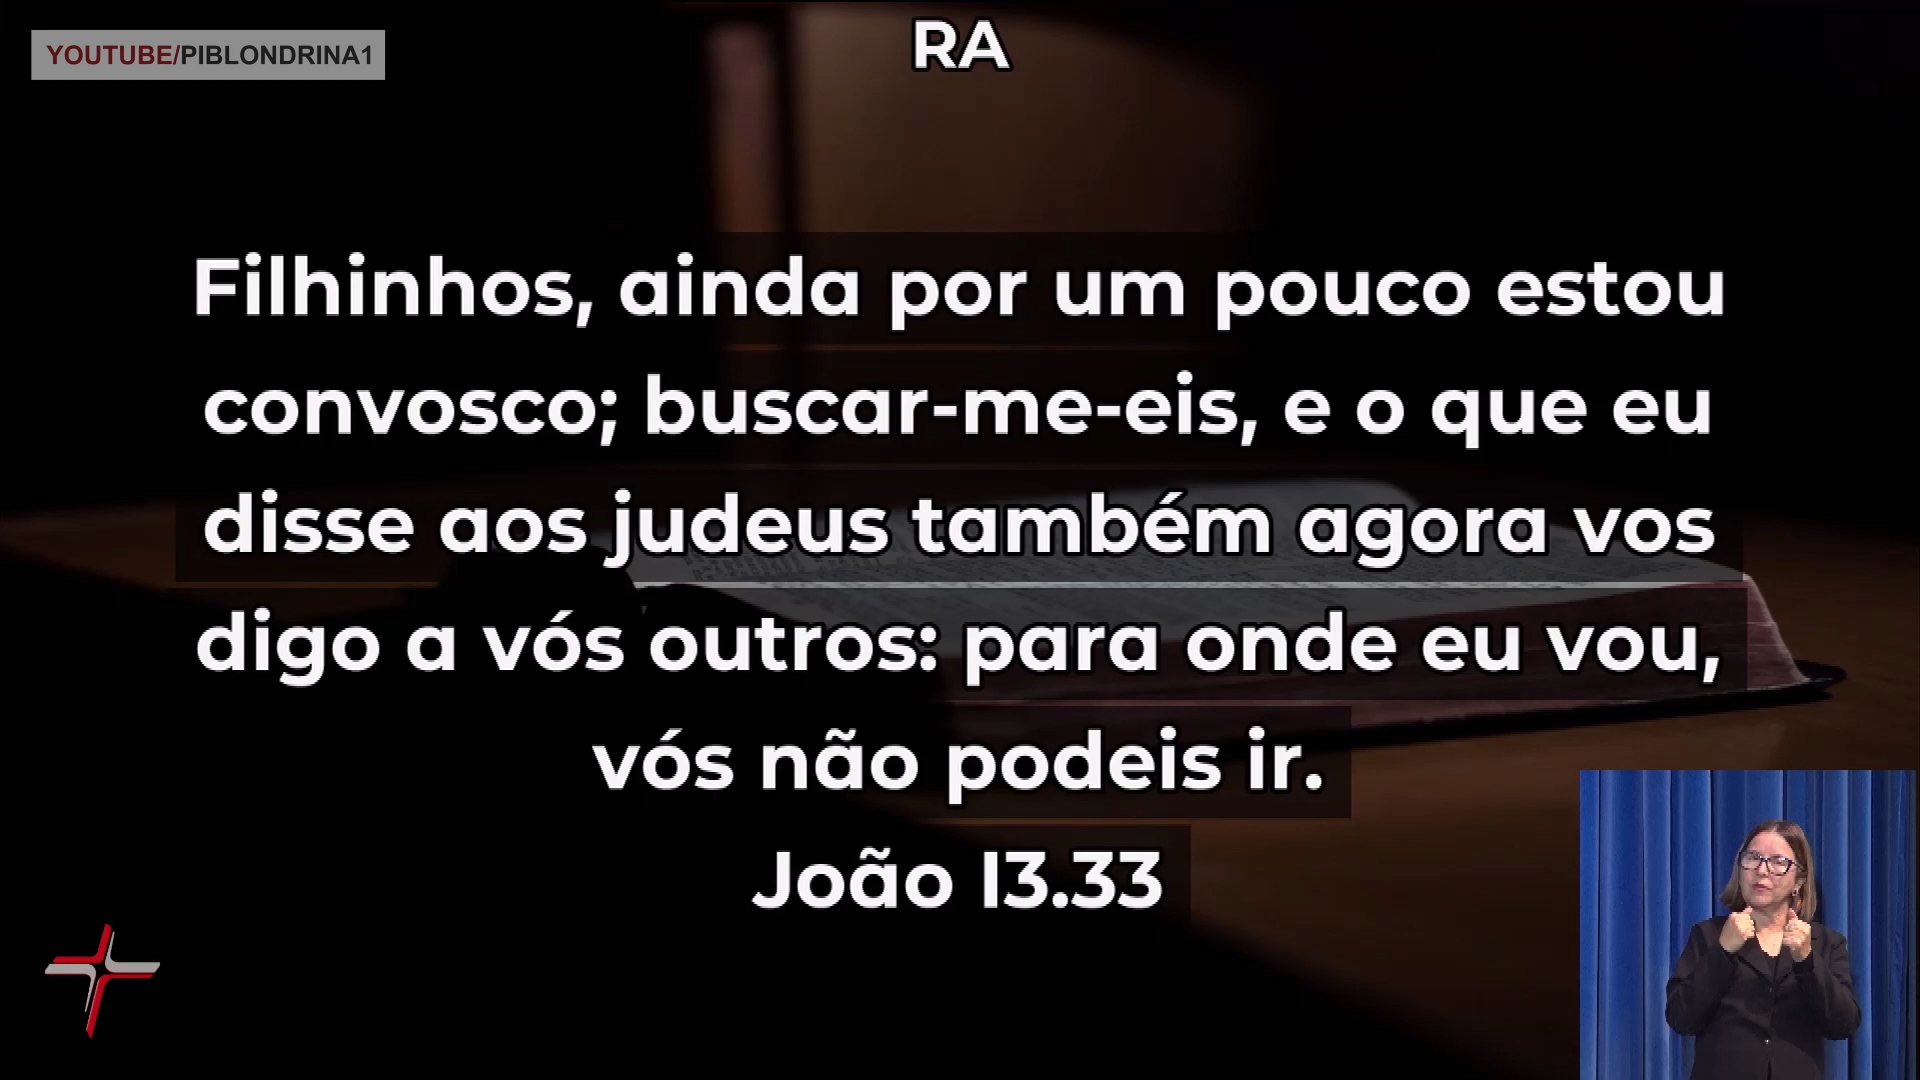 YOUTUBE/PIBLONDRINA1
RA
Filhinhos, ainda por um pouco estou
convosco; buscar-me-eis, e o que eu
disse aos judeus também agora vos
digo a vós outros: para onde eu vou,
vós não podeis ir.
João 13.33